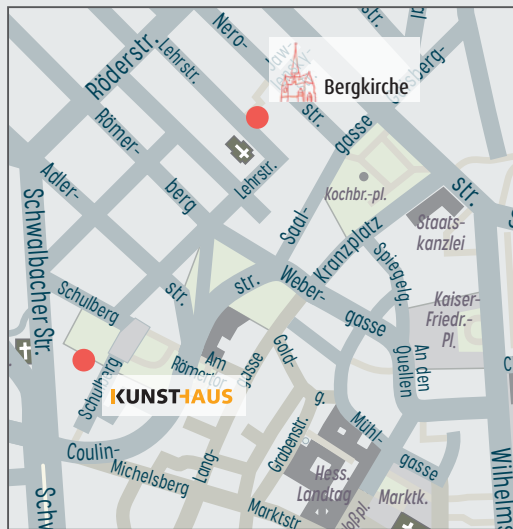 Nero-
str.
Lehrstr.
Röderstr.
Bergkirche
Römer-
berg
gasse
Saal-
Adler-
str.
Lehrstr.
Kochbr.-pl.
str.
Staats-
kanzlei
Kranzplatz
Schwalbacher Str.
Schulberg
str.
Weber-
gasse
Spiegelg.
Kaiser-
Friedr.-
Pl.
An den
Quellen
Schulberg
Am
Römertor
Lang-
gasse
Gold-
g.
KUNSTHAUS
Mühl-
gasse
Grabenstr.
Coulin-
Michelsberg
Hess.
Landtag
Marktstr
Marktk.
Wilhelms
Schw